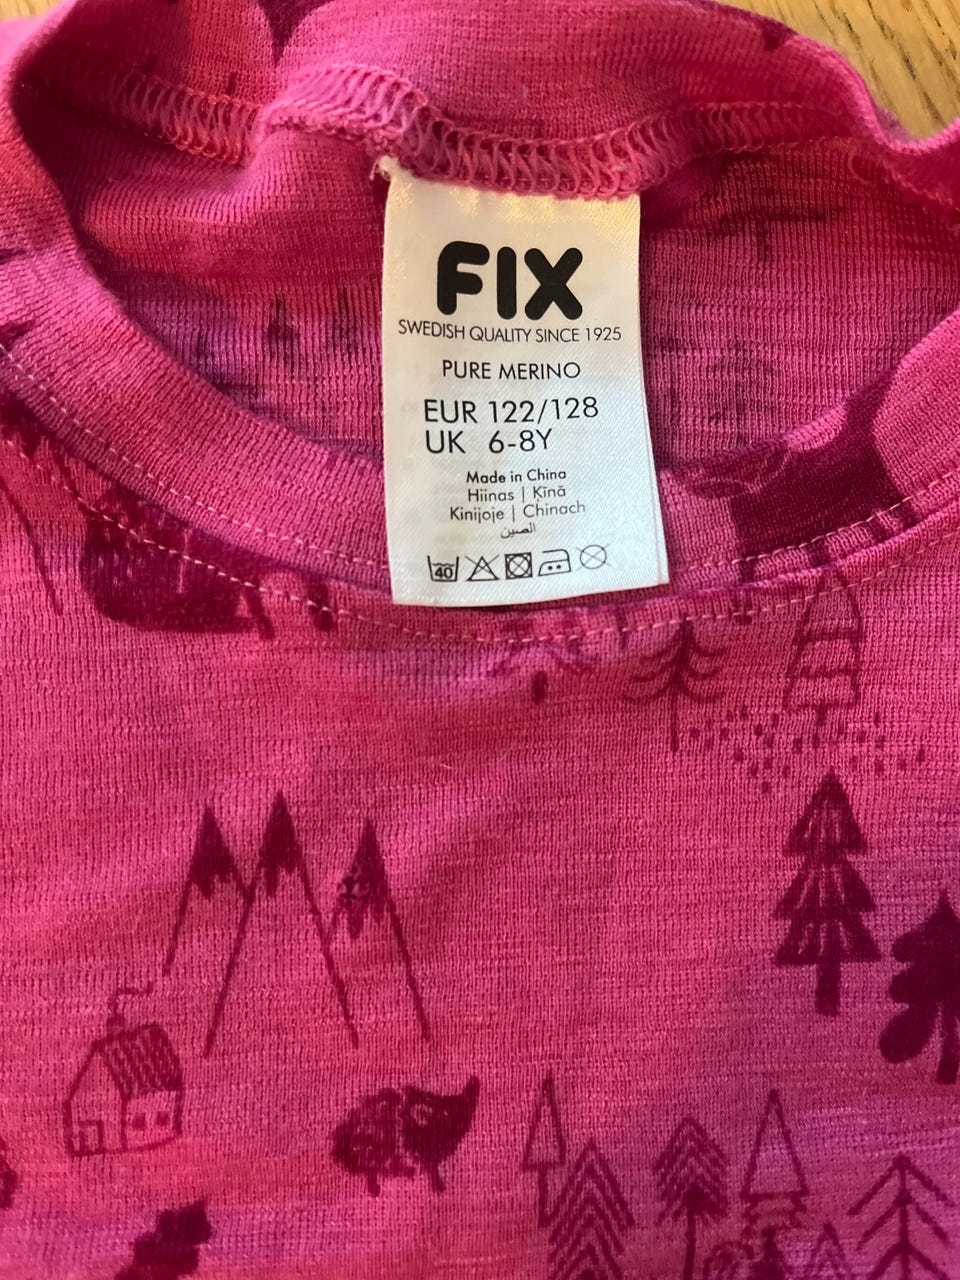 FIX
SWEDISH QUALITY SINCE 1925
PURE MERINO
EUR 122/128
UK 6-8Y
Made in China
Hiinas | Ķīnā
Kinijoje | Chinach
الصين
40